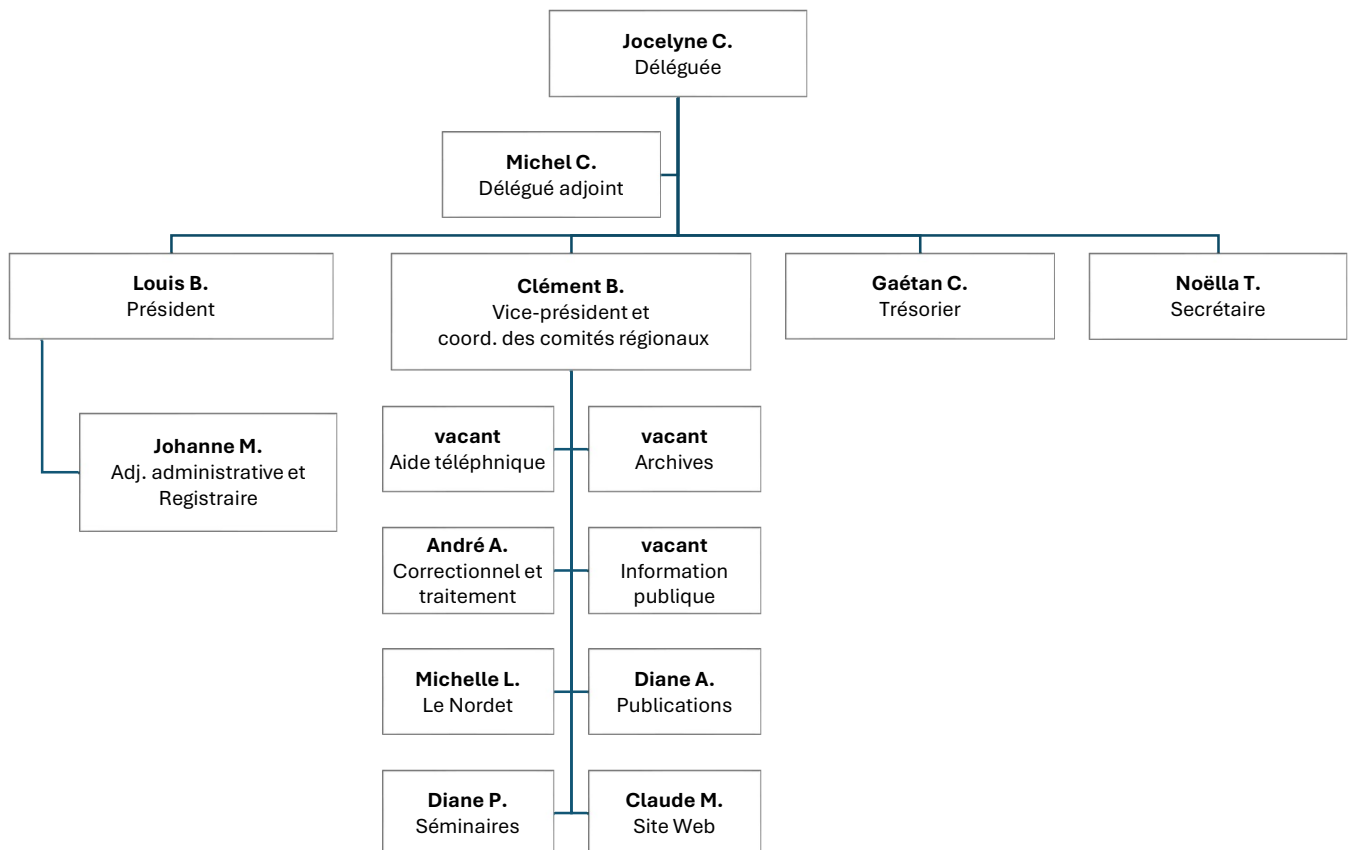 Jocelyne C.
Déléguée
Michel C.
Délégué adjoint
Louis B.
Président
Clément B.
Vice-président et
coord. des comités régionaux
Gaétan C.
Trésorier
Noëlla T.
Secrétaire
Johanne M.
Adj. administrative et
Registraire
vacant
Aide téléphnique
vacant
Archives
André A.
Correctionnel et
traitement
vacant
Information
publique
Michelle L.
Le Nordet
Diane A.
Publications
Diane P.
Séminaires
Claude M.
Site Web